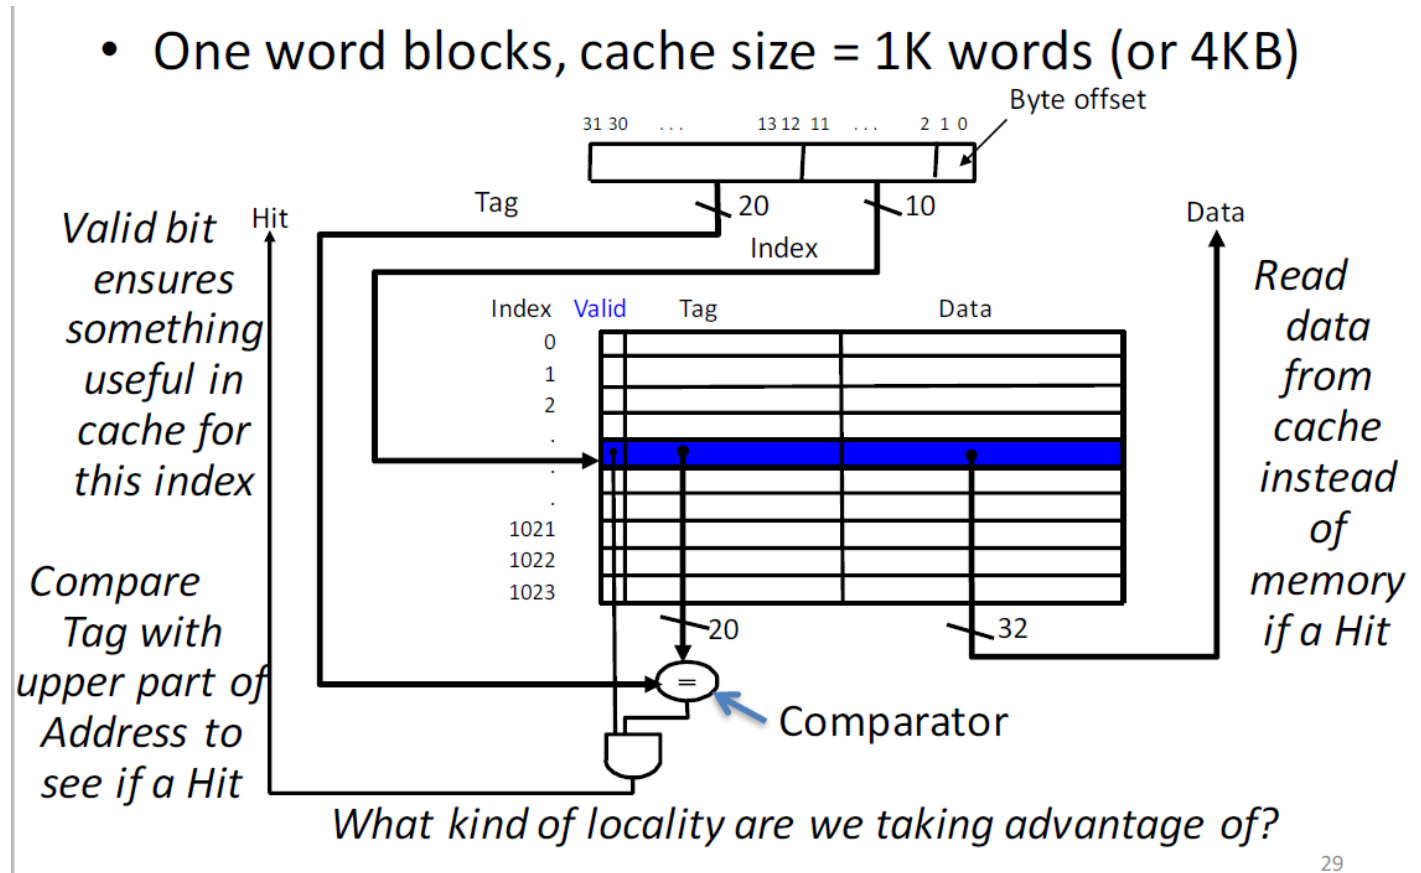 • One word blocks, cache size = 1K words (or 4KB)
Byte offset
31 30 . . . 13 12 11 . . . 2 1 0
Tag
20
10
Hit
Data
Index
Valid bit
ensures
something
useful in
cache for
this index
Read
data
from
cache
instead
of
memory
if a Hit
Index Valid Tag Data
0
1
2
.
.
.
1021
1022
1023
20
32
Compare
Tag with
upper part of
Address to
see if a Hit
=
Comparator
What kind of locality are we taking advantage of?
29